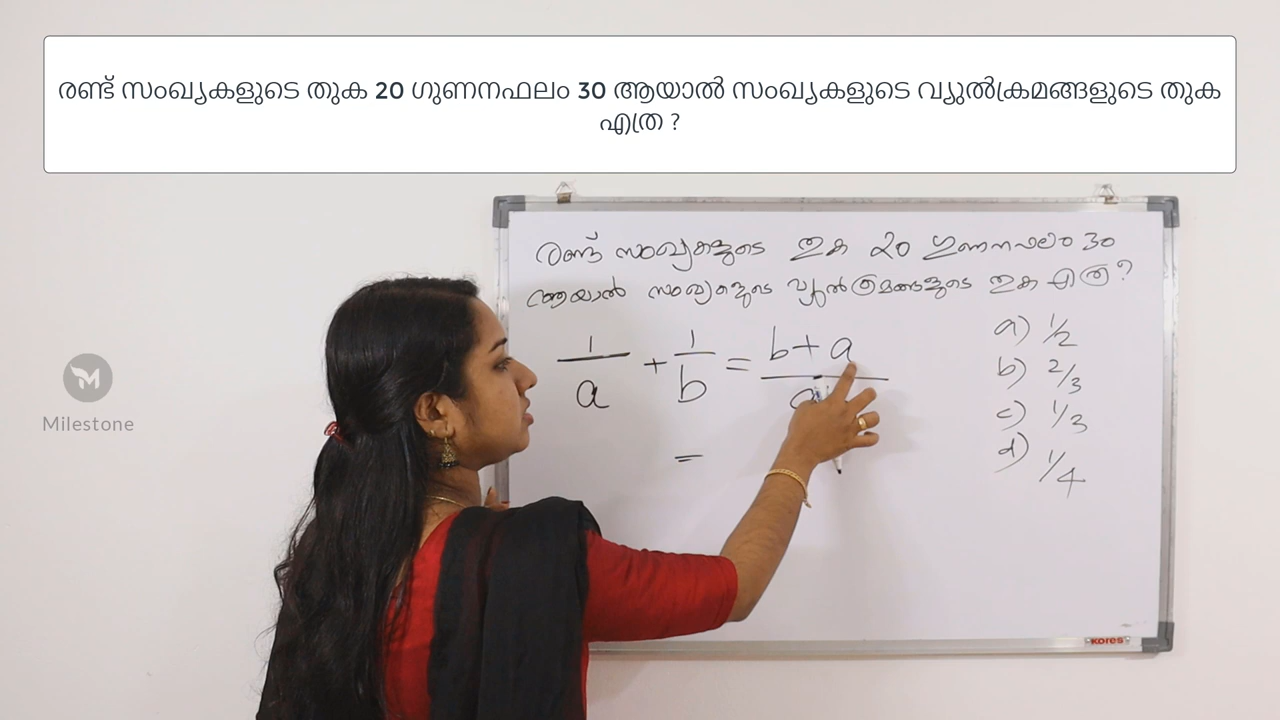 രണ്ട് സംഖ്യകളുടെ തുക 20 ഗുണനഫലം 30 ആയാൽ സംഖ്യകളുടെ വ്യുൽക്രമങ്ങളുടെ തുക
എത്ര ?
രണ്ട് സംഖ്യകളുടെ തുക 20 ഗുണനഫലം 30
ആയാൽ സംഖ്യകളുടെ വ്യുൽക്രമങ്ങളുടെ തുക എത്ര?
1/a + 1/b = b+a/a
=
a) 1/2
b) 2/3
c) 1/3
d) 1/4
Milestone
KORES